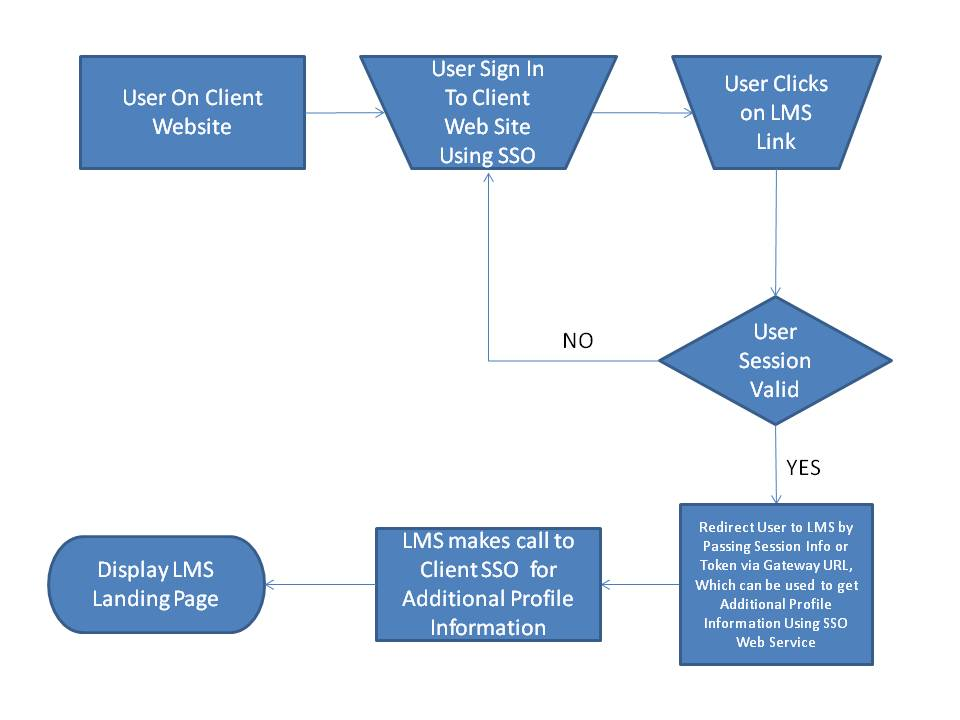 User On Client
Website
User Sign In
To Client
Web Site
Using SSO
User Clicks
on LMS
Link
User
Session
Valid
NO
YES
Redirect User to LMS by
Passing Session Info or
Token via Gateway URL,
Which can be used to get
Additional Profile
Information Using SSO
Web Service
LMS makes call to
Client SSO for
Additional Profile
Information
Display LMS
Landing Page